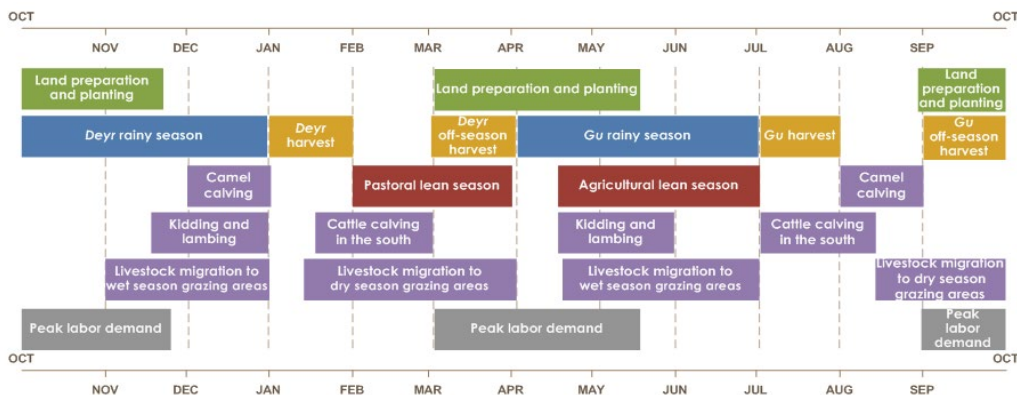 OCT OCT
NOV DEC JAN FEB MAR APR MAY JUN JUL AUG SEP
Land preparation
and planting
Land preparation and planting
Land
preparation
and planting
Deyr rainy season
Deyr
harvest
Deyr
off-season
harvest
Gu rainy season
Gu harvest
Gu
off-season
harvest
Camel
calving
Pastoral lean season
Agricultural lean season
Camel
calving
Kidding and
lambing
Cattle calving
in the south
Kidding and
lambing
Cattle calving
in the south
Livestock migration to
wet season grazing areas
Livestock migration to
dry season grazing areas
Livestock migration to
wet season grazing areas
Livestock migration
to dry season
grazing areas
Peak labor demand
Peak labor demand
Peak
labor
demand
OCT OCT
NOV DEC JAN FEB MAR APR MAY JUN JUL AUG SEP